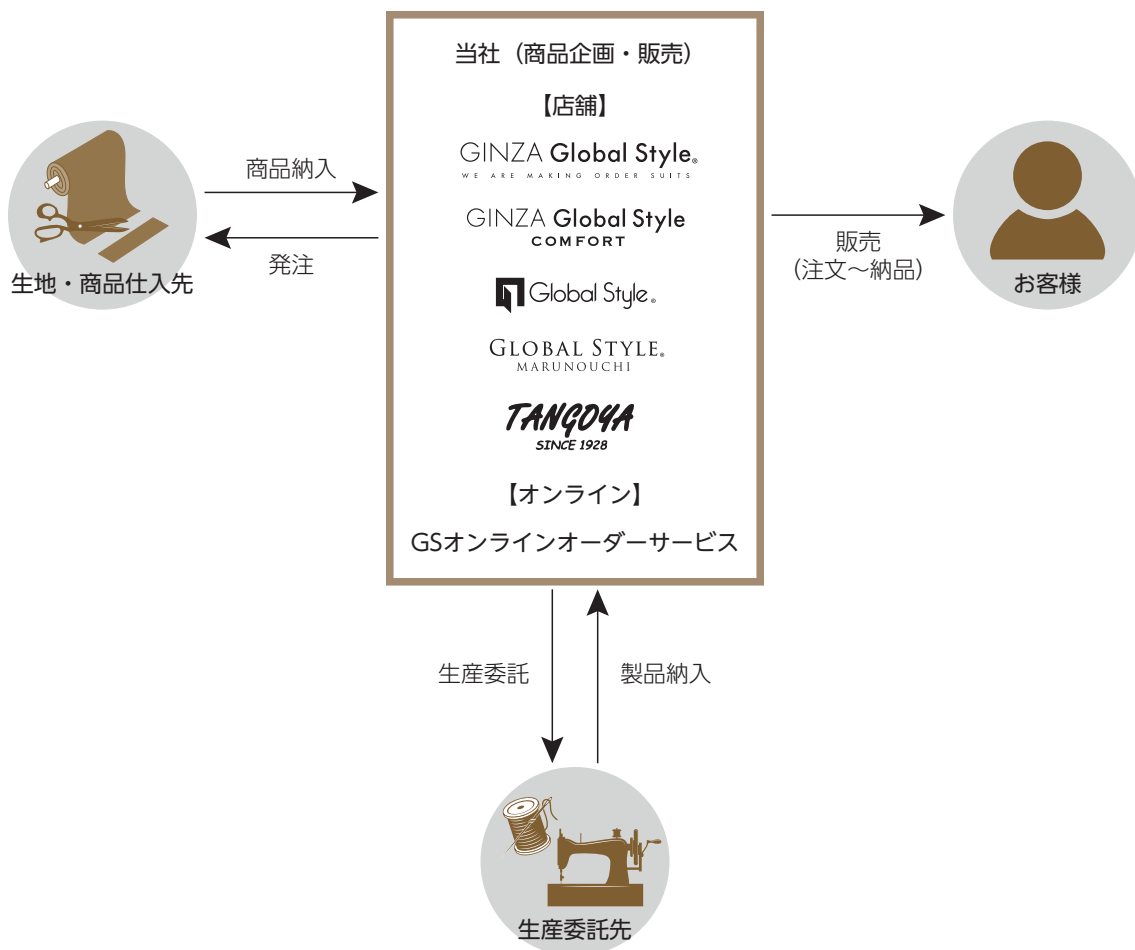 当社（商品企画・販売）
【店舗】
GINZA Global Style®
WE ARE MAKING ORDER SUITS
GINZA Global Style
COMFORT
Global Style®
GLOBAL STYLE®
MARUNOUCHI
TANGOYA
SINCE 1928
【オンライン】
GSオンラインオーダーサービス
商品納入
発注
生地・商品仕入先
販売
（注文～納品）
お客様
生産委託
製品納入
生産委託先